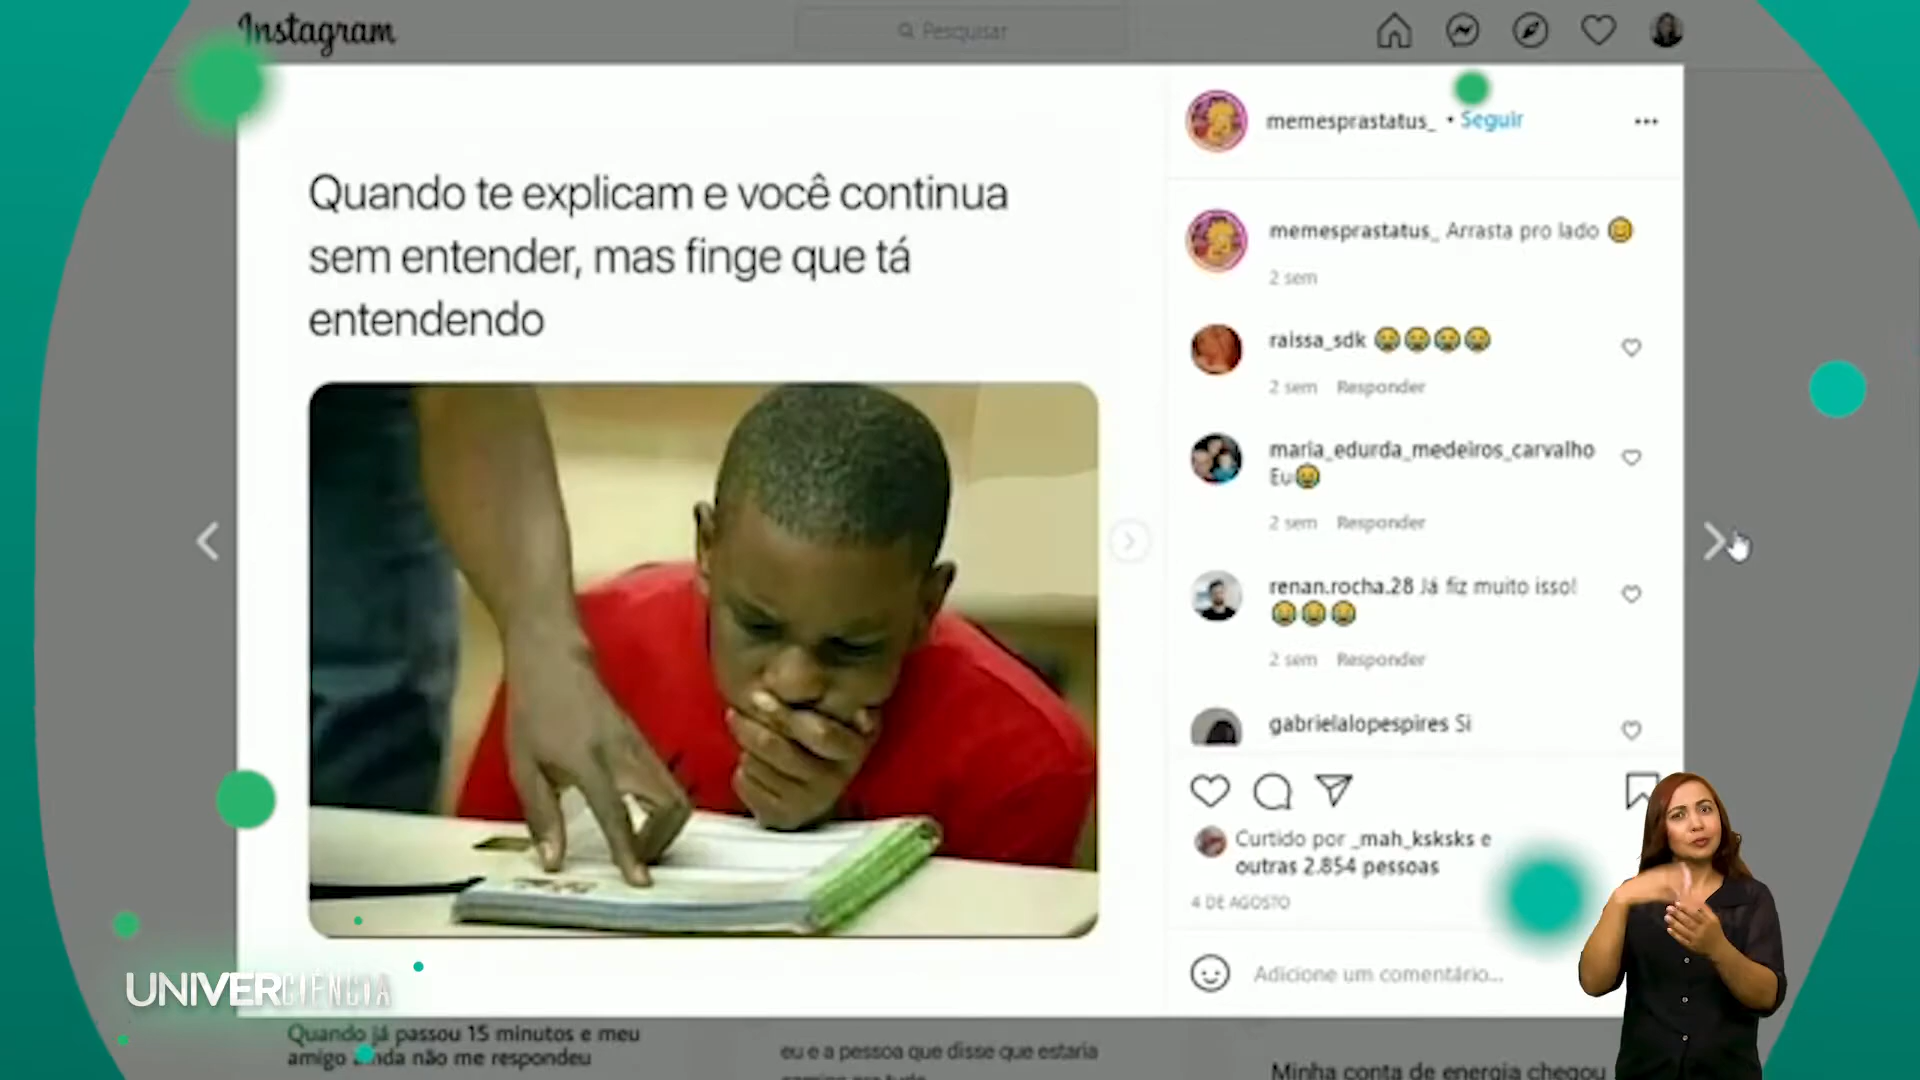 Instagram
Pesquisar
Quando te explicam e você continua
sem entender, mas finge que tá
entendendo
memesprastatus_ • Seguir
memesprastatus_ Arrasta pro lado
2 sem
raissa_sdk
2 sem Responder
maria_edurda_medeiros_carvalho
Eu
2 sem Responder
renan.rocha.28 Já fiz muito isso!
2 sem Responder
gabrielalopespires Si
Curtido por _mah_ksksks e
outras 2.854 pessoas
4 DE AGOSTO
Adicione um comentário...
UNIVERCIÊNCIA
Quando já passou 15 minutos e meu
amigo ainda não me respondeu
eu e a pessoa que disse que estaria
Minha conta de energia chegou